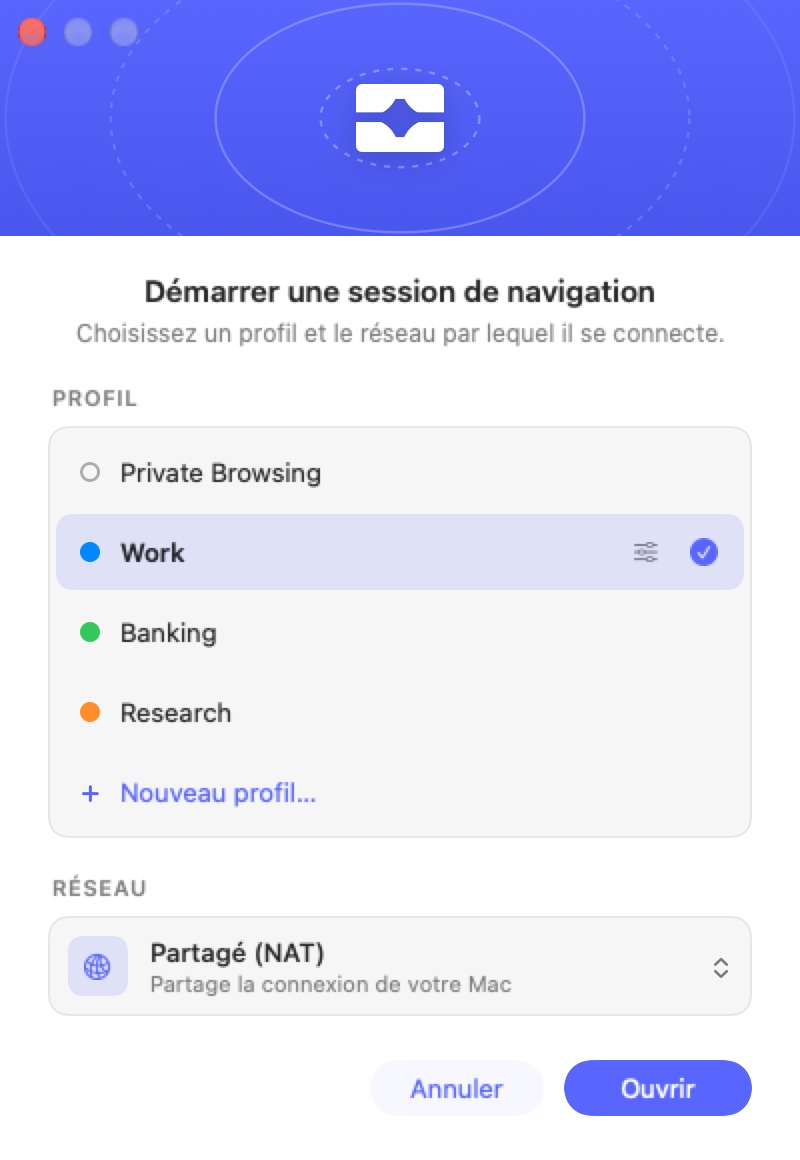 Démarrer une session de navigation
Choisissez un profil et le réseau par lequel il se connecte.
PROFIL
Private Browsing
Work
Banking
Research
+ Nouveau profil...
RÉSEAU
Partagé (NAT)
Partage la connexion de votre Mac
Annuler
Ouvrir